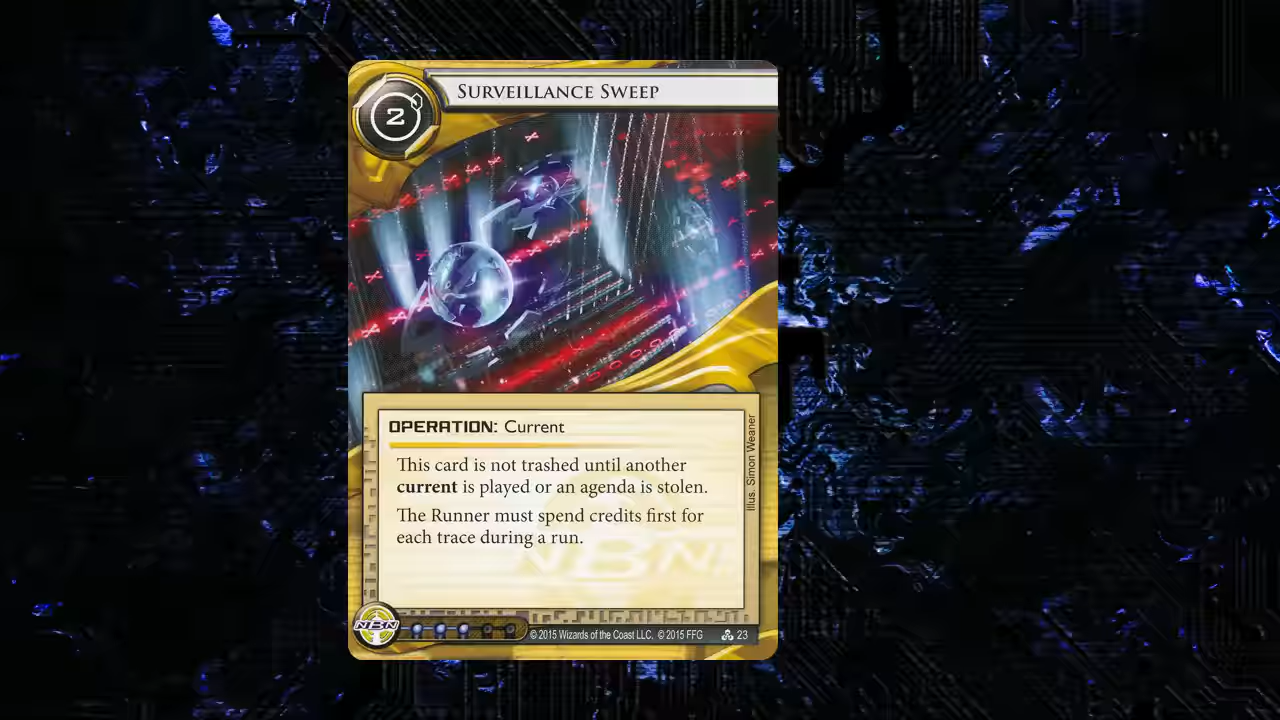 2
Surveillance Sweep
OPERATION: Current
This card is not trashed until another
current is played or an agenda is stolen.
The Runner must spend credits first for
each trace during a run.
NBN
Illus. Simon Weaner
NBN
© 2015 Wizards of the Coast LLC. © 2015 FFG
23